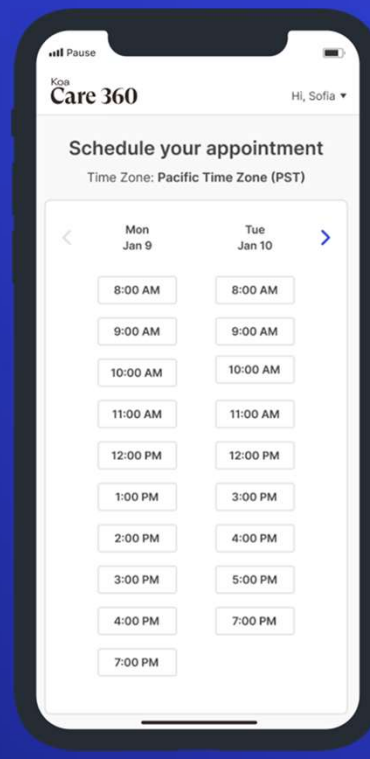 Pause
Koa
Care 360
Hi, Sofia
Schedule your appointment
Time Zone: Pacific Time Zone (PST)
Mon Tue
Jan 9 Jan 10
8:00 AM 8:00 AM
9:00 AM 9:00 AM
10:00 AM 10:00 AM
11:00 AM 11:00 AM
12:00 PM 12:00 PM
1:00 PM 3:00 PM
2:00 PM 4:00 PM
3:00 PM 5:00 PM
4:00 PM 7:00 PM
7:00 PM